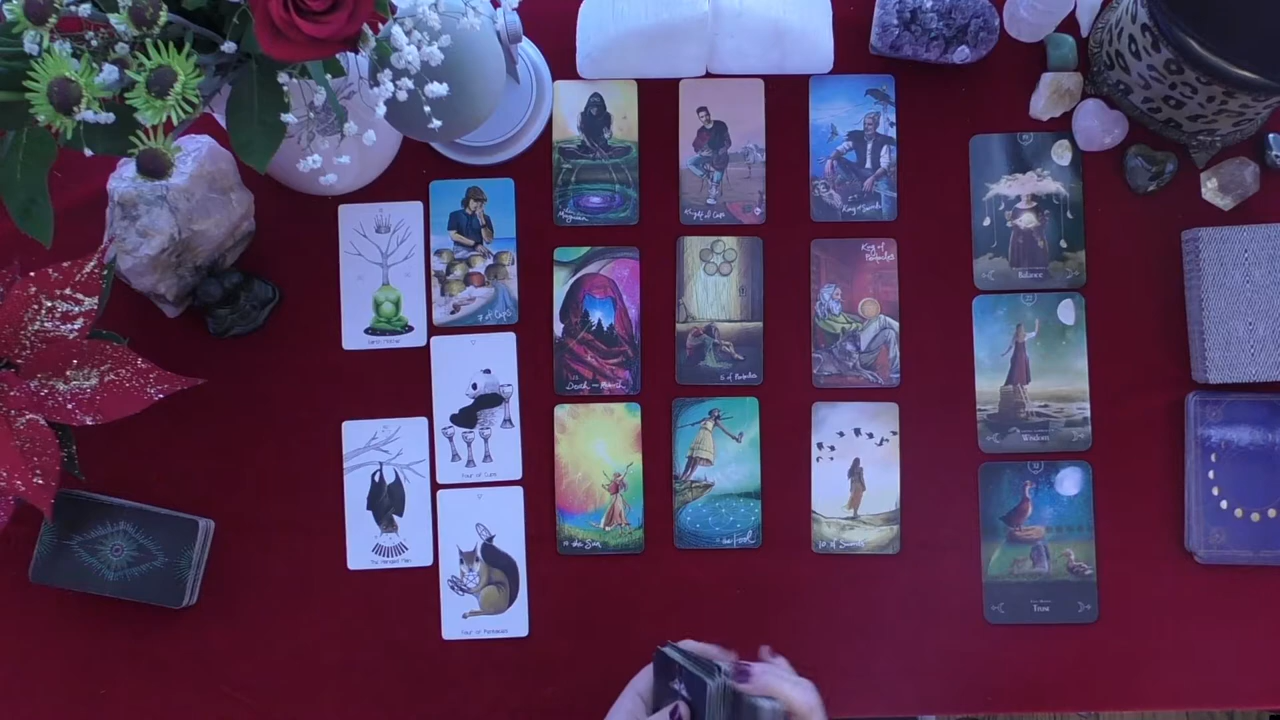 Earth Mother
7 of Cups
Four of Cups
The Hanged Man
Four of Pentacles
Magician
Death and Rebirth
the Sun
Knight of Cups
5 of Pentacles
the Fool
King of Swords
King of
Pentacles
10 of Swords
Balance
Wisdom
Trust